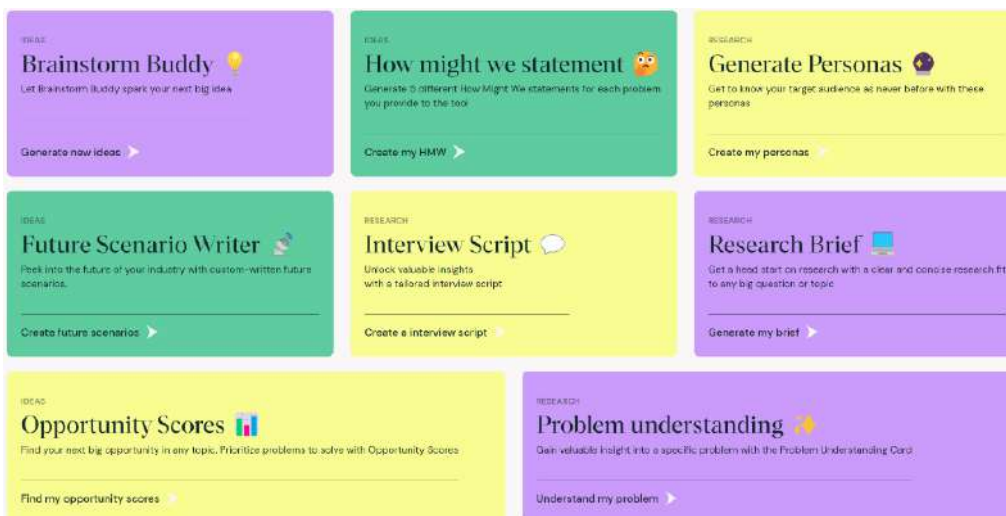 IDEAS
Brainstorm Buddy
Let Brainstorm Buddy spark your next big idea
Generate new ideas
IDEAS
How might we statement
Generate 5 different How Might We statements for each problem
you provide to the tool
Create my HMW
RESEARCH
Generate Personas
Get to know your target audience as never before with these
personas
Create my personas
IDEAS
Future Scenario Writer
Peek into the future of your industry with custom-written future
scenarios.
Create future scenarios
RESEARCH
Interview Script
Unlock valuable insights
with a tailored interview script
Create a interview script
RESEARCH
Research Brief
Get a head start on research with a clear and concise research fit
to any big question or topic
Generate my brief
IDEAS
Opportunity Scores
Find your next big opportunity in any topic. Prioritize problems to solve with Opportunity Scores
Find my opportunity scores
RESEARCH
Problem understanding
Gain valuable insight into a specific problem with the Problem Understanding Card
Understand my problem